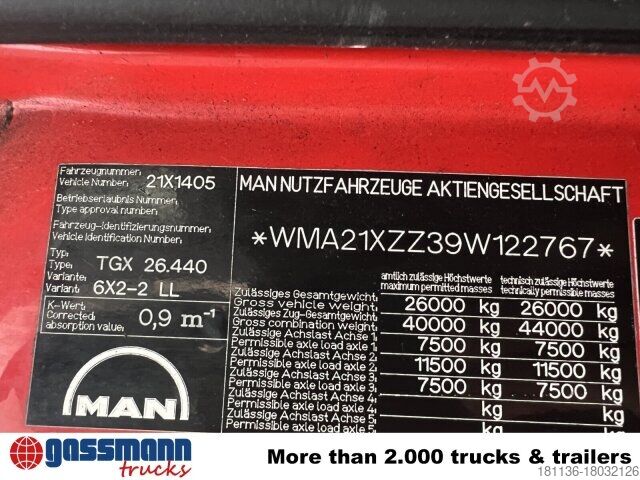 Fahrzeugnummer:
Vehicle Number: 21X1405
Betriebserlaubnis Nummer:
Type approval number:
Fahrzeug-identifizierungsnummer:
Vehicle Identification Number:
Typ:
Type: TGX 26.440
Variante:
Variant: 6X2-2 LL
K-Wert:
Corrected absorption value: 0,9 m-1
MAN
MAN NUTZFAHRZEUGE AKTIENGESELLSCHAFT
*WMA21XZZ39W122767*
amtlich zulässige Höchstwerte technisch zulässige Höchstwerte
maximum permitted masses technically permissible masses
Zulässiges Gesamtgewicht:
Gross vehicle weight: 26000 kg 26000 kg
Zulässiges Zug-Gesamtgewicht:
Gross combination weight: 40000 kg 44000 kg
Zulässige Achslast Achse 1:
Permissible axle load axle 1: 7500 kg 7500 kg
Zulässige Achslast Achse 2:
Permissible axle load axle 2: 11500 kg 11500 kg
Zulässige Achslast Achse 3:
Permissible axle load axle 3: 7500 kg 7500 kg
Zulässige Achslast Achse 4:
Permissible axle load axle 4: kg kg
Zulässige Achslast Achse 5:
Permissible axle load axle 5: kg kg
gassmann
trucks
More than 2.000 trucks & trailers
181136-18032126